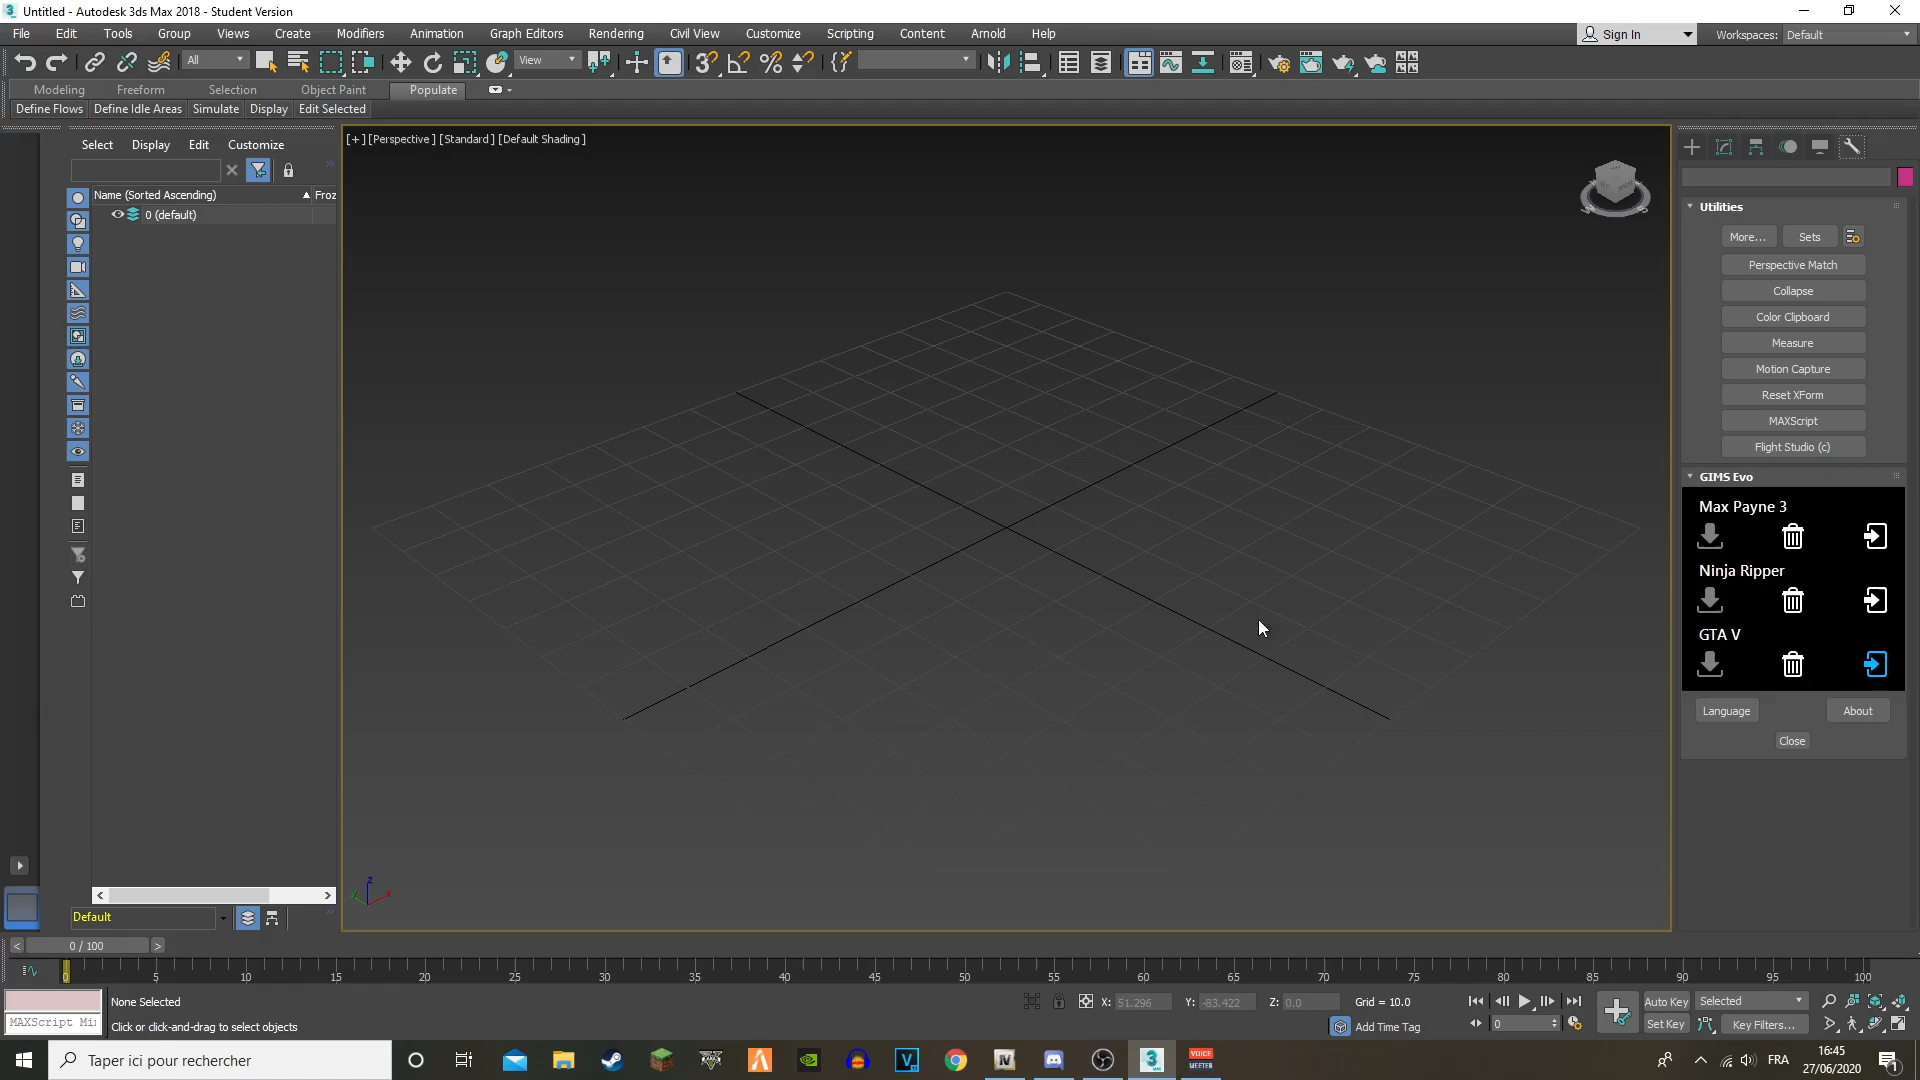 Untitled - Autodesk 3ds Max 2018 - Student Version
File Edit Tools Group Views Create Modifiers Animation Graph Editors Rendering Civil View Customize Scripting Content Arnold Help
Sign In
Workspaces: Default
All
View
Modeling Freeform Selection Object Paint Populate
Define Flows Define Idle Areas Simulate Display Edit Selected
Select Display Edit Customize
Name (Sorted Ascending) Froz
0 (default)
[+] [Perspective] [Standard] [Default Shading]
Utilities
More... Sets
Perspective Match
Collapse
Color Clipboard
Measure
Motion Capture
Reset XForm
MAXScript
Flight Studio (c)
GIMS Evo
Max Payne 3
Ninja Ripper
GTA V
Language About
Close
z
y x
Default
< 0 / 100 >
0 5 10 15 20 25 30 35 40 45 50 55 60 65 70 75 80 85 90 95 100
None Selected
MAXScript Mi
Click or click-and-drag to select objects
X: 51.296 Y: -83.422 Z: 0.0 Grid = 10.0
Add Time Tag
0
Auto Key Selected
Set Key Key Filters...
Taper ici pour rechercher
VOICE MEETER
FRA
16:45
27/06/2020
1